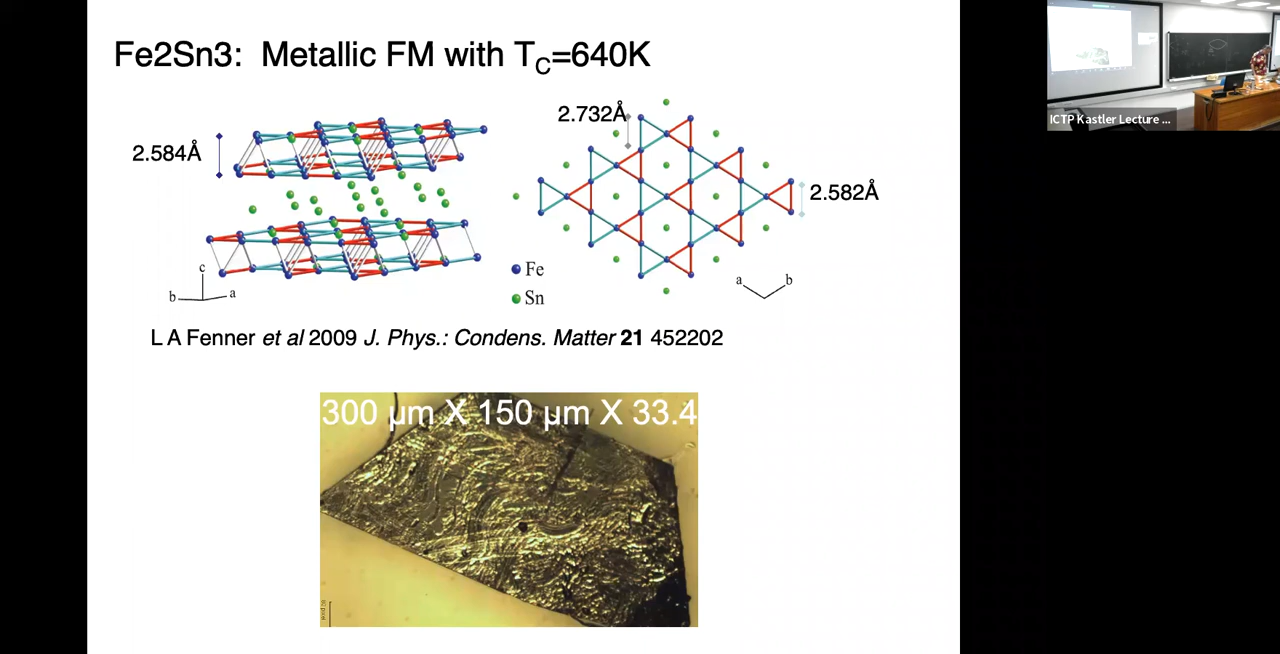 Fe2Sn3: Metallic FM with TC=640K
2.732Å
2.584Å
2.582Å
Fe
Sn
c
b
a
a
b
L A Fenner et al 2009 J. Phys.: Condens. Matter 21 452202
300 µm X 150 µm X 33.4
ICTP Kastler Lecture ...